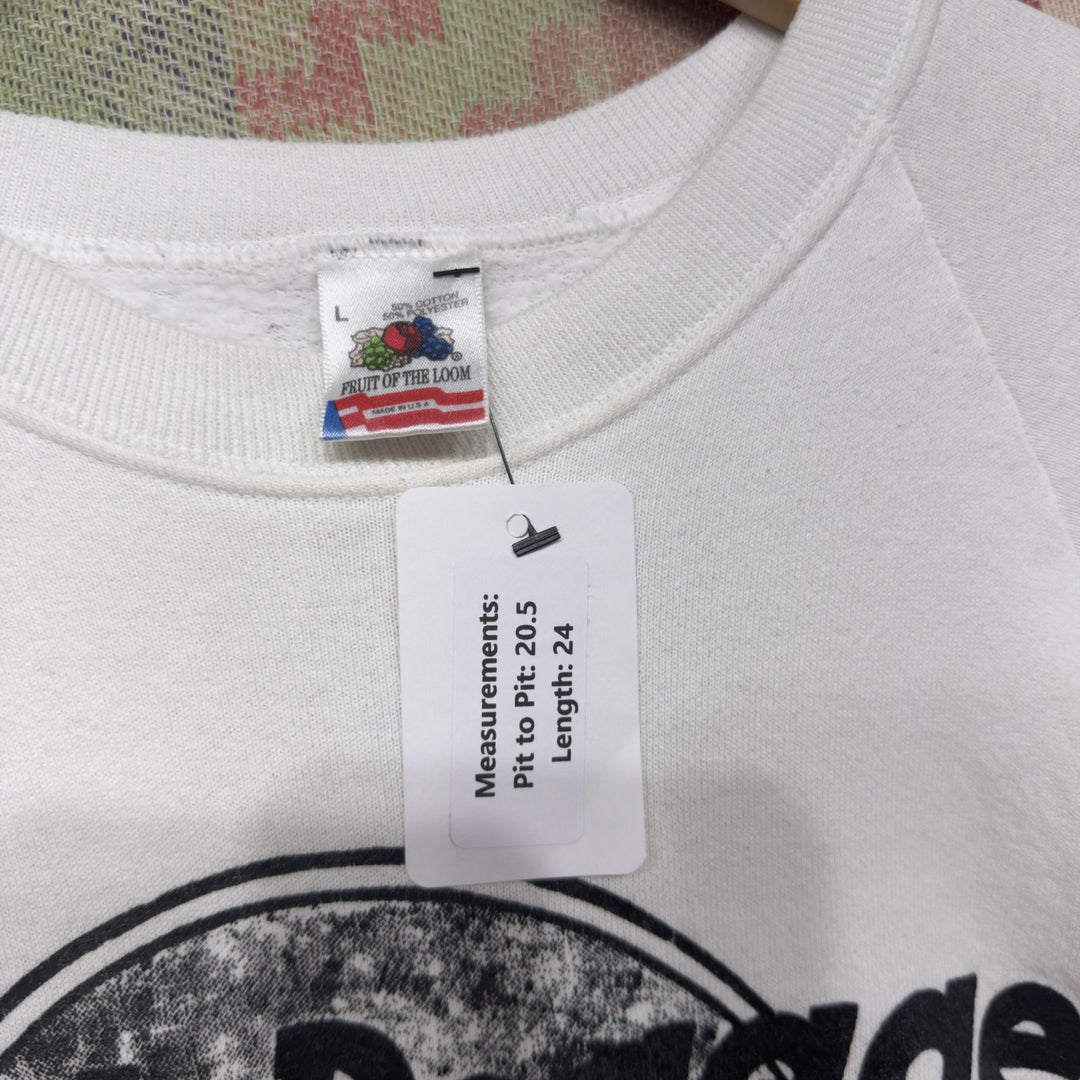 L
50% COTTON
50% POLYESTER
®
FRUIT OF THE LOOM
MADE IN U.S.A
Measurements:
Pit to Pit: 20.5
Length: 24